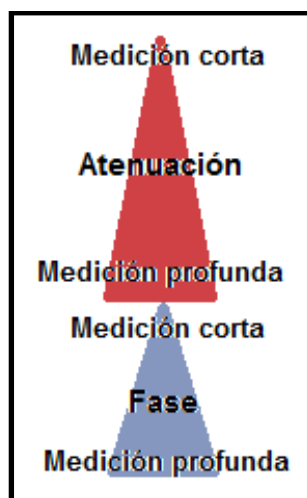 Medición corta
Atenuación
Medición profunda
Medición corta
Fase
Medición profunda